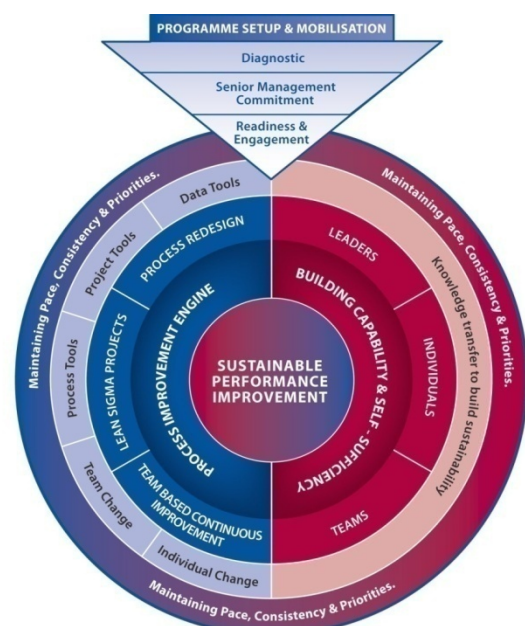 PROGRAMME SETUP & MOBILISATION
Diagnostic
Senior Management
Commitment
Readiness &
Engagement
Maintaining Pace, Consistency & Priorities.
Maintaining Pace, Consistency & Priorities.
Maintaining Pace, Consistency & Priorities.
Data Tools
Project Tools
Process Tools
Team Change
Individual Change
PROCESS REDESIGN
LEAN SIGMA PROJECTS
TEAM BASED CONTINUOUS
IMPROVEMENT
PROCESS IMPROVEMENT ENGINE
SUSTAINABLE
PERFORMANCE
IMPROVEMENT
BUILDING CAPABILITY & SELF - SUFFICIENCY
LEADERS
INDIVIDUALS
TEAMS
Knowledge transfer to build sustainability